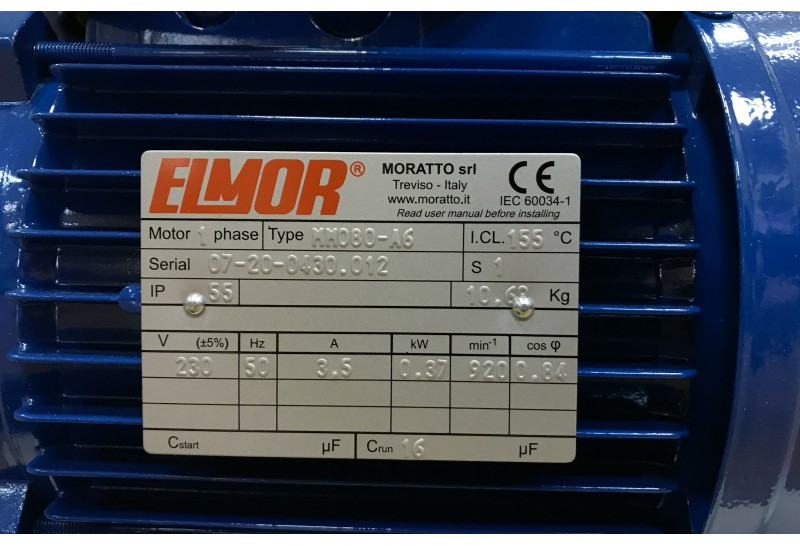 ELMOR®
MORATTO srl
Treviso - Italy
www.moratto.it
Read user manual before installing
CE
IEC 60034-1
Motor 1 phase Type MM080-A6 I.CL. 155 °C
Serial 07-20-0430.012 S 1
IP 55 Kg
V (±5%) Hz A kW min-1 cos φ
230 50 3.5 0.37 920 0.84
Cstart µF Crun 16 µF